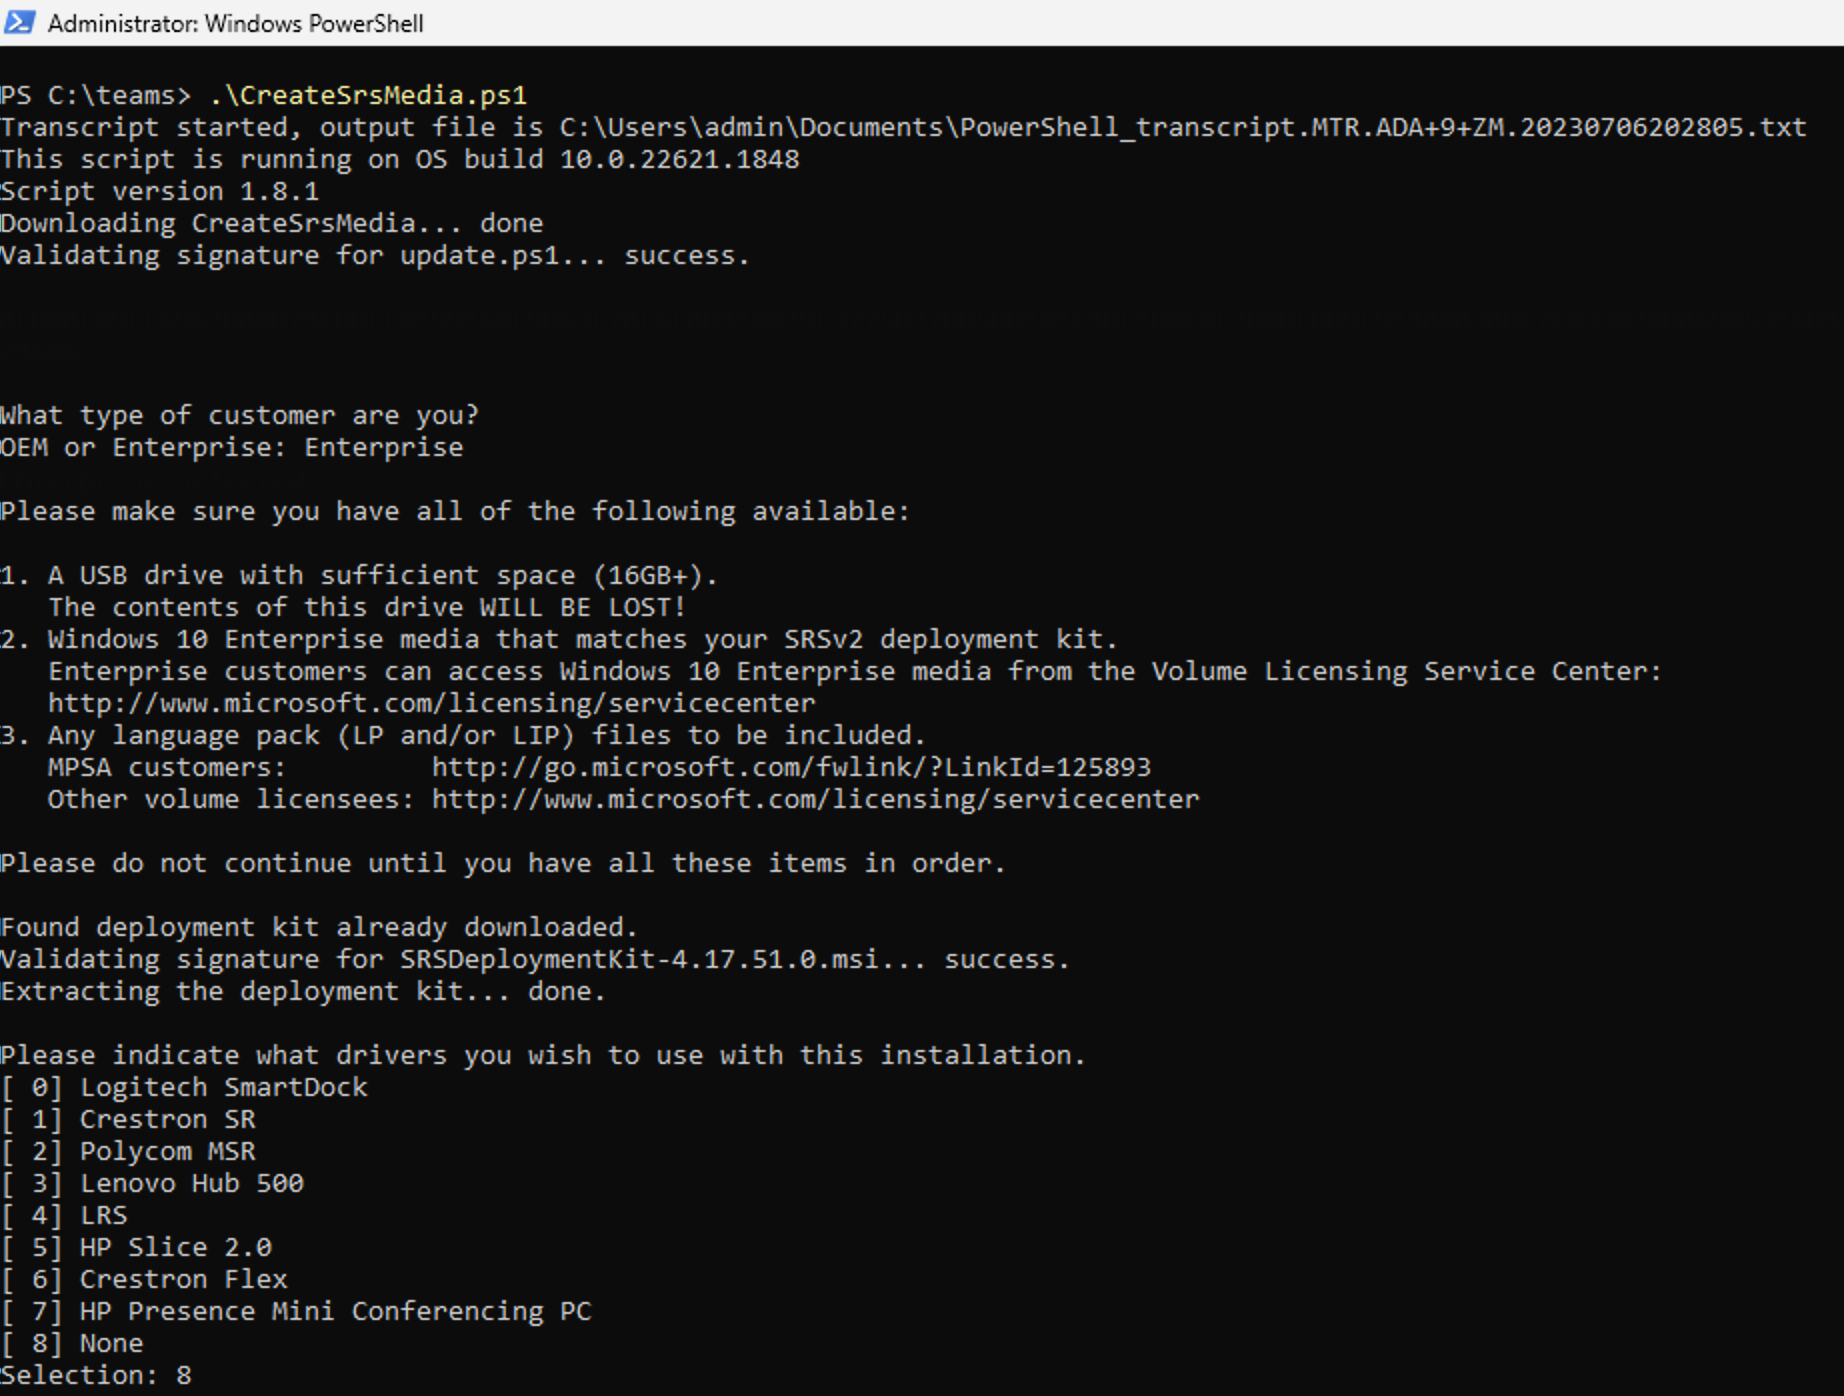 Administrator: Windows PowerShell
PS C:\teams> .\CreateSrsMedia.ps1
Transcript started, output file is C:\Users\admin\Documents\PowerShell_transcript.MTR.ADA+9+ZM.20230706202805.txt
This script is running on OS build 10.0.22621.1848
Script version 1.8.1
Downloading CreateSrsMedia... done
Validating signature for update.ps1... success.
What type of customer are you?
OEM or Enterprise: Enterprise
Please make sure you have all of the following available:
1. A USB drive with sufficient space (16GB+).
The contents of this drive WILL BE LOST!
2. Windows 10 Enterprise media that matches your SRSv2 deployment kit.
Enterprise customers can access Windows 10 Enterprise media from the Volume Licensing Service Center:
http://www.microsoft.com/licensing/servicecenter
3. Any language pack (LP and/or LIP) files to be included.
MPSA customers: http://go.microsoft.com/fwlink/?LinkId=125893
Other volume licensees: http://www.microsoft.com/licensing/servicecenter
Please do not continue until you have all these items in order.
Found deployment kit already downloaded.
Validating signature for SRSDeploymentKit-4.17.51.0.msi... success.
Extracting the deployment kit... done.
Please indicate what drivers you wish to use with this installation.
[ 0] Logitech SmartDock
[ 1] Crestron SR
[ 2] Polycom MSR
[ 3] Lenovo Hub 500
[ 4] LRS
[ 5] HP Slice 2.0
[ 6] Crestron Flex
[ 7] HP Presence Mini Conferencing PC
[ 8] None
Selection: 8